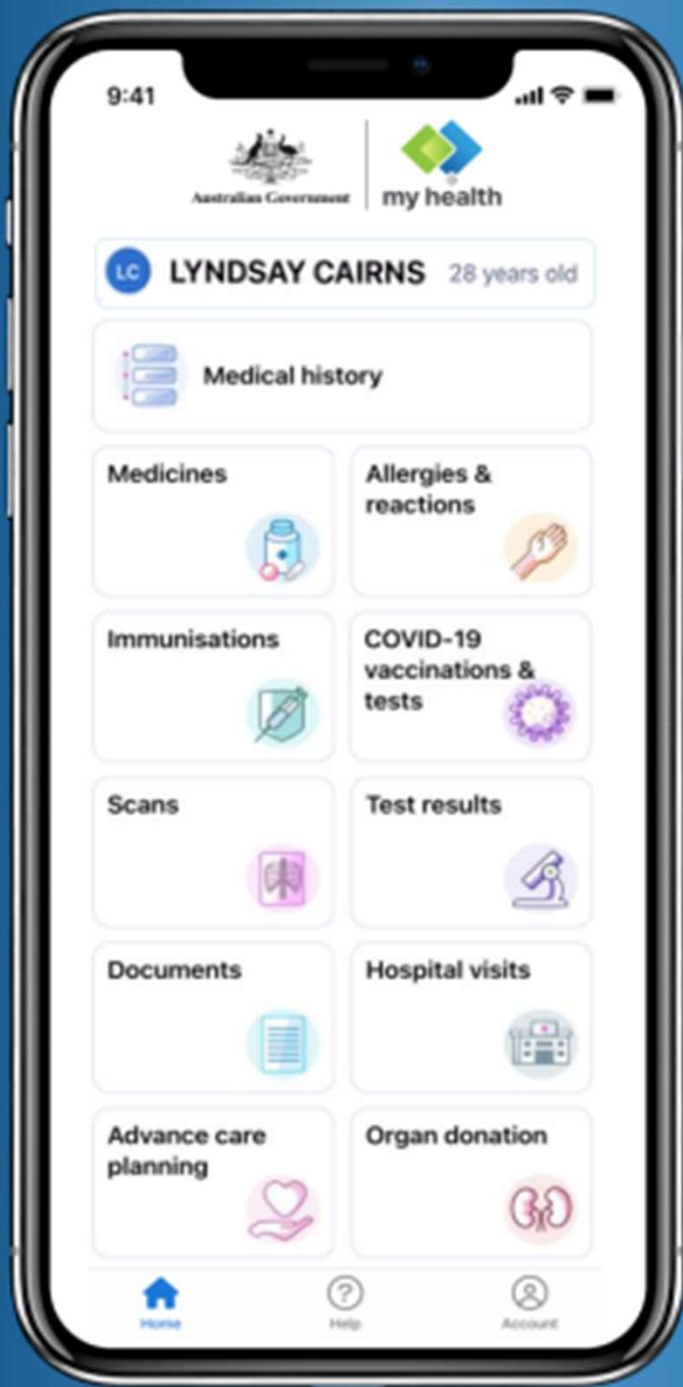 9:41
Australian Government
my health
LC LYNDSAY CAIRNS 28 years old
Medical history
Medicines
Allergies &
reactions
Immunisations
COVID-19
vaccinations &
tests
Scans
Test results
Documents
Hospital visits
Advance care
planning
Organ donation
Home
Help
Account